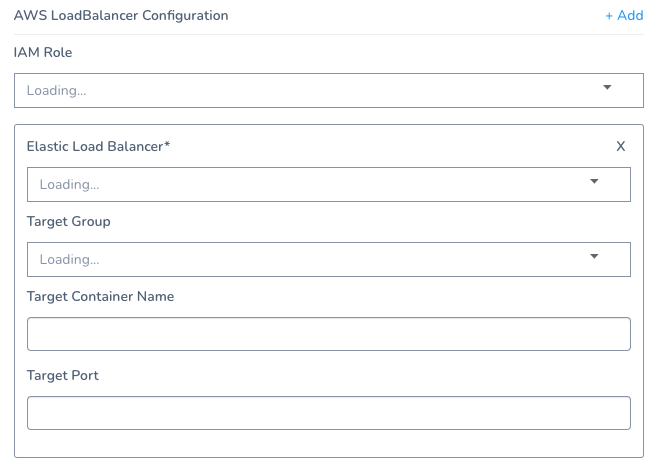 AWS LoadBalancer Configuration + Add
IAM Role
Loading...
Elastic Load Balancer* X
Loading...
Target Group
Loading...
Target Container Name
Target Port